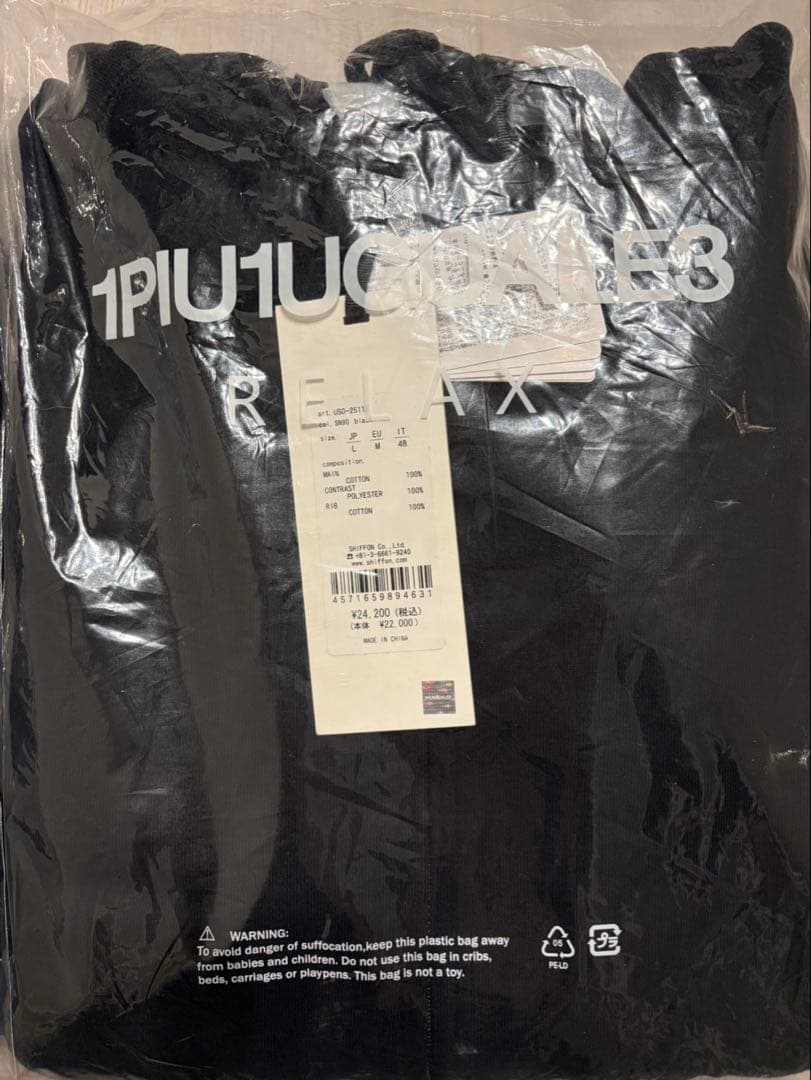 1PIU1UGUALE3
RELAX
art. USO-2511
col. SN90 bla
size. JP EU IT
L M 48
composition.
MAIN
COTTON 100%
CONTRAST
POLYESTER 100%
RIB
COTTON 100%
SHIFFON Co.,Ltd.
☎ +81-3-6661-9240
www.shiffon.com
4571659894631
¥24,200 (税込)
(本体 ¥22,000)
MADE IN CHINA
WARNING:
To avoid danger of suffocation,keep this plastic bag away
from babies and children. Do not use this bag in cribs,
beds, carriages or playpens. This bag is not a toy.
05
PE-LD
プラ